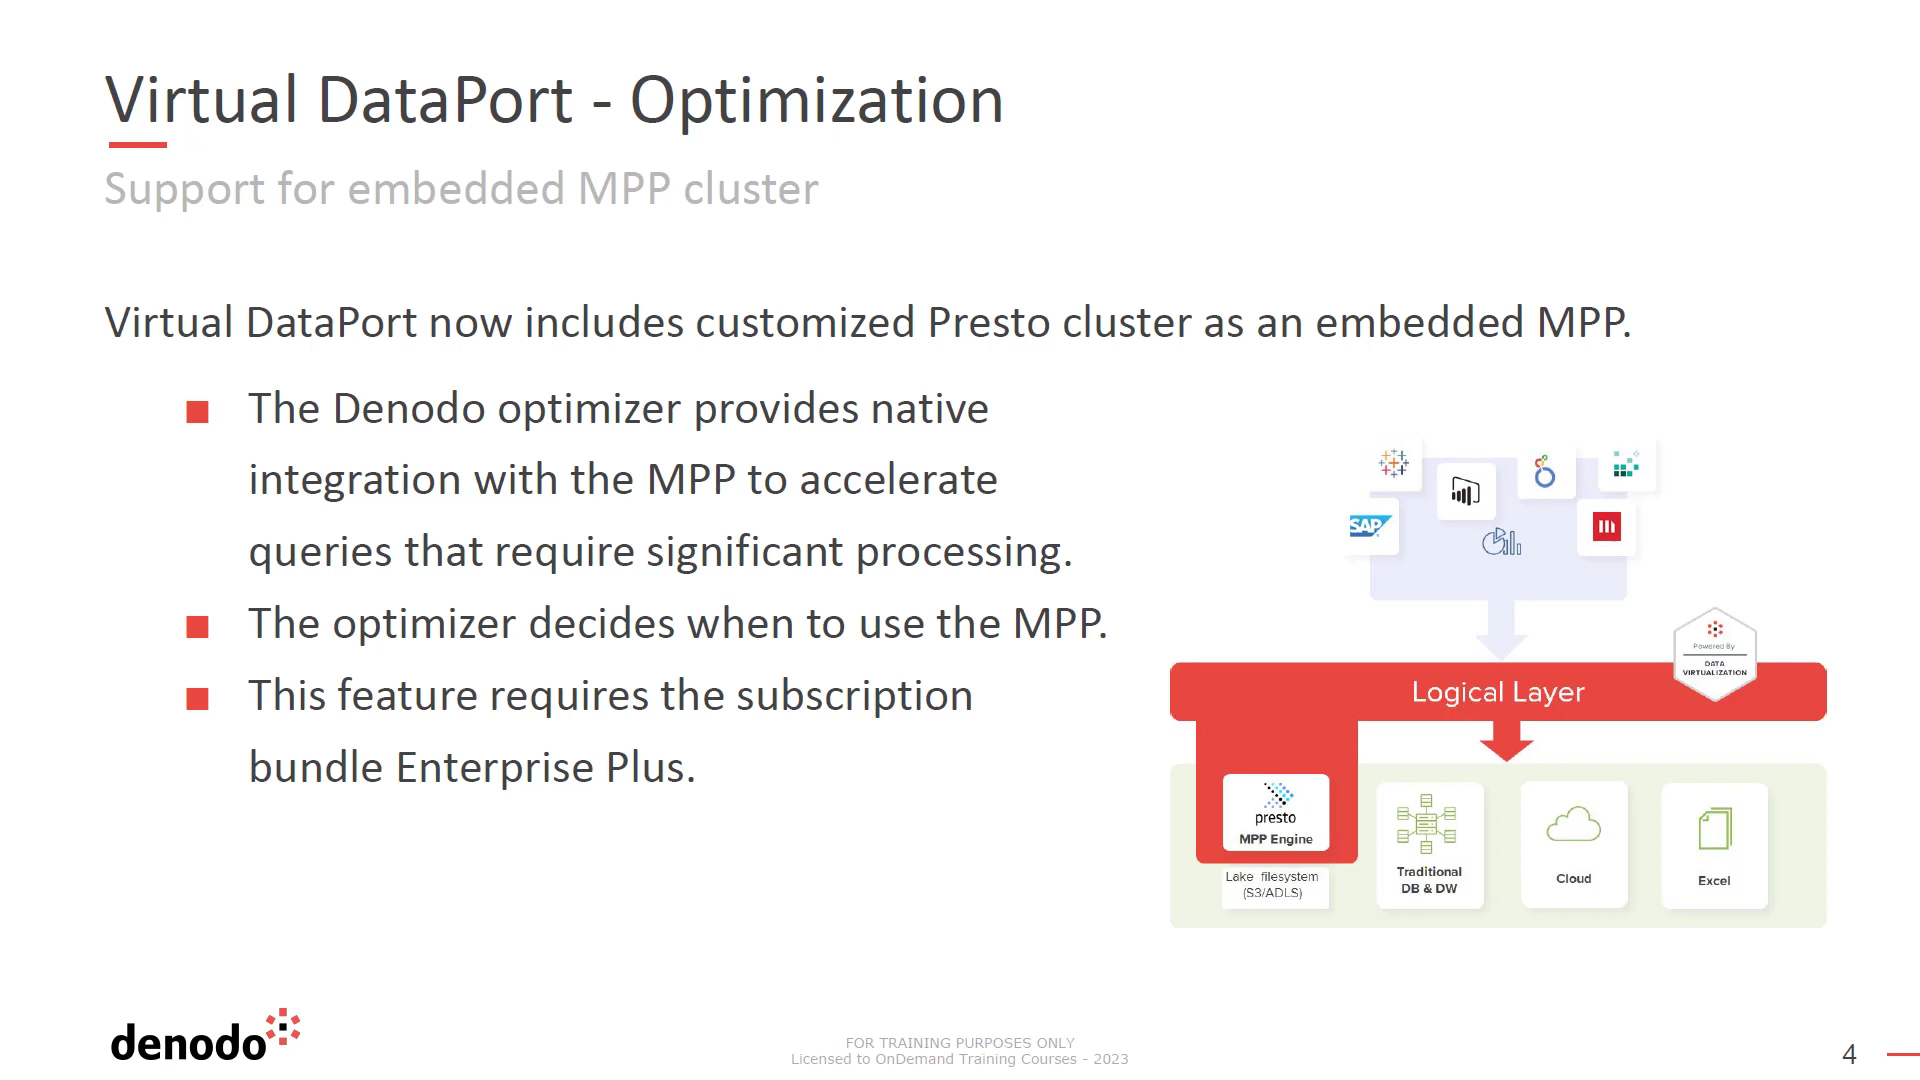 Virtual DataPort - Optimization
Support for embedded MPP cluster
Virtual DataPort now includes customized Presto cluster as an embedded MPP.
The Denodo optimizer provides native
integration with the MPP to accelerate
queries that require significant processing.
The optimizer decides when to use the MPP.
This feature requires the subscription
bundle Enterprise Plus.
SAP
Powered By
DATA
VIRTUALIZATION
Logical Layer
presto
MPP Engine
Lake filesystem
(S3/ADLS)
Traditional
DB & DW
Cloud
Excel
denodo
FOR TRAINING PURPOSES ONLY
Licensed to OnDemand Training Courses - 2023
4